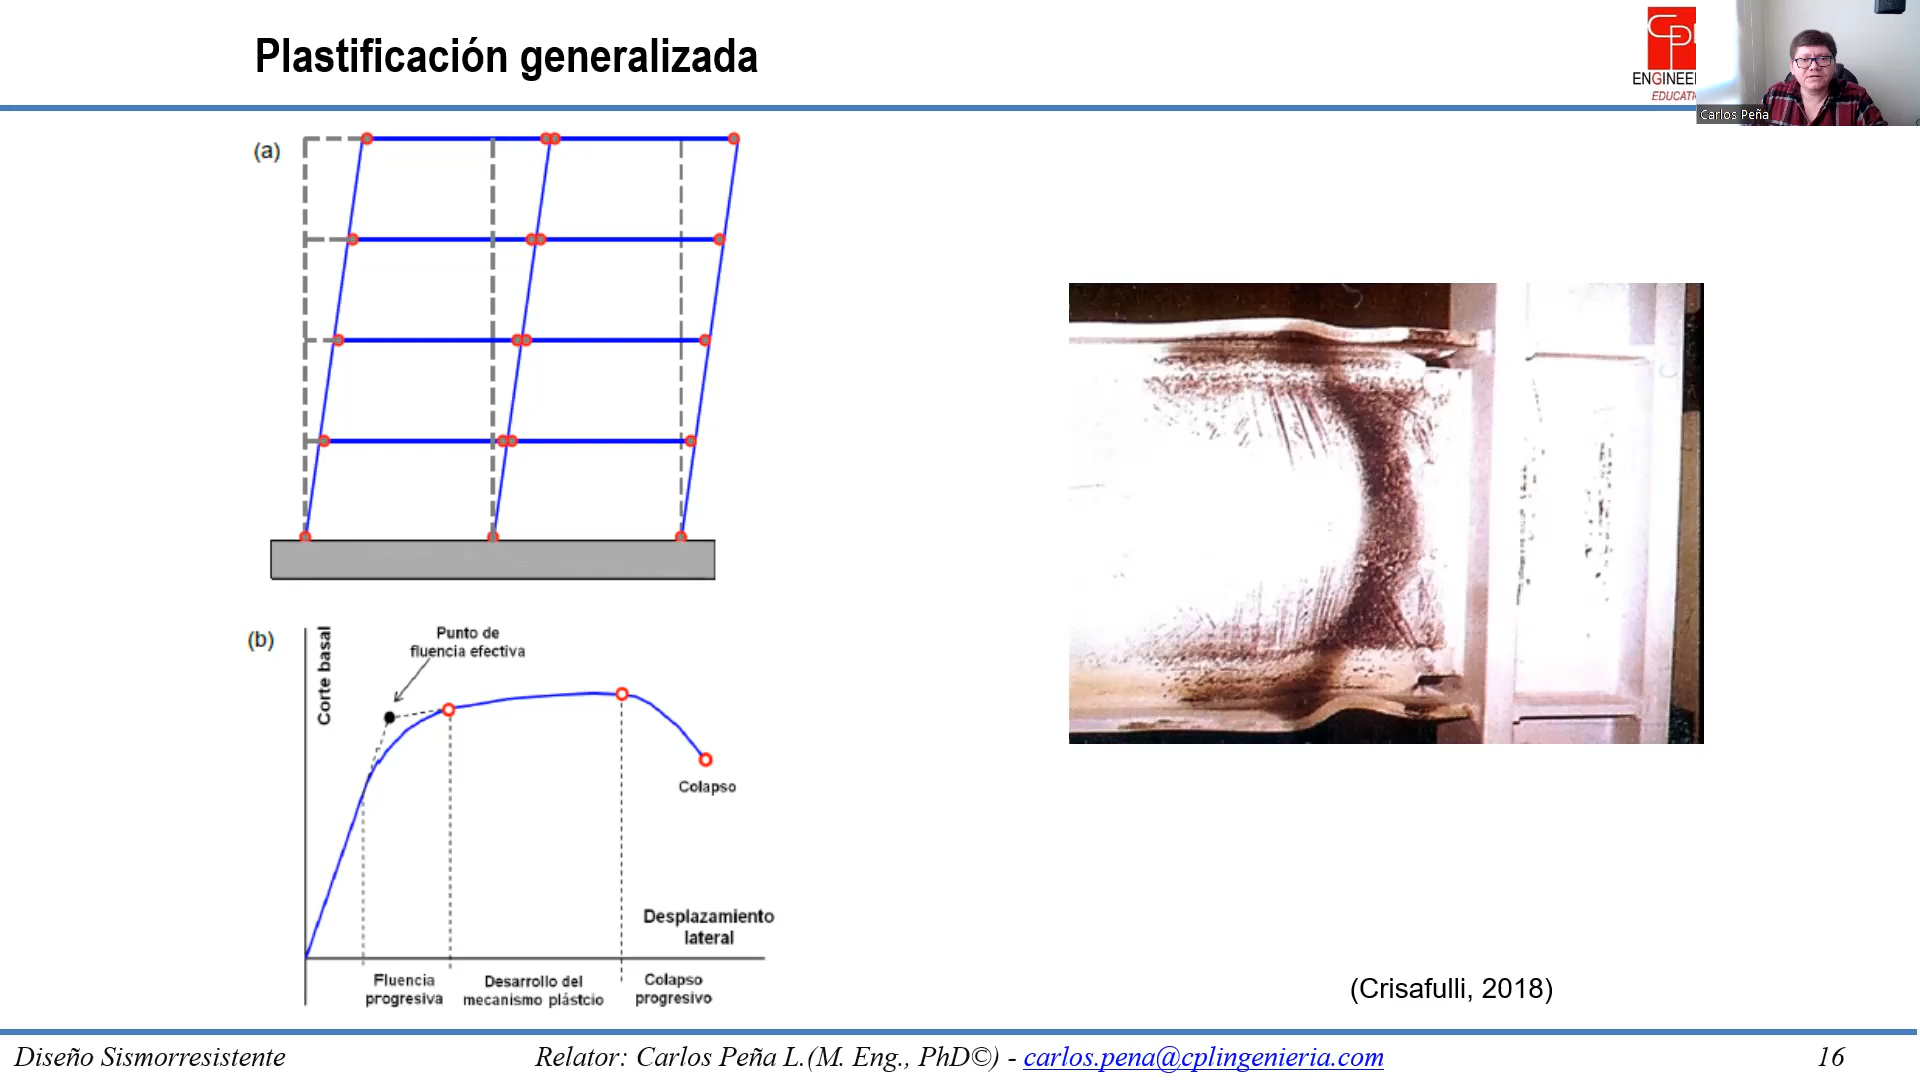 Plastificación generalizada
CPL
ENGINEE
EDUCATI
Carlos Peña
(a)
(b)
Corte basal
Punto de
fluencia efectiva
Colapso
Desplazamiento
lateral
Fluencia
progresiva
Desarrollo del
mecanismo plástcio
Colapso
progresivo
(Crisafulli, 2018)
Diseño Sismorresistente
Relator: Carlos Peña L.(M. Eng., PhD©) - carlos.pena@cplingenieria.com
16